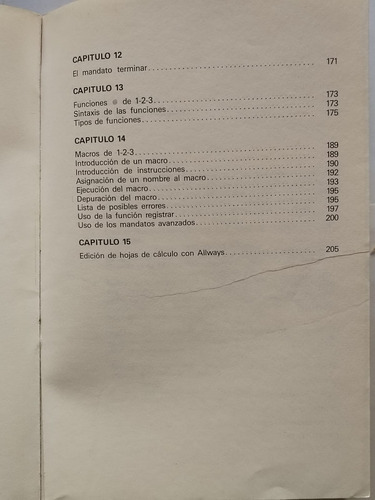 CAPITULO 12
El mandato terminar 171
CAPITULO 13
Funciones @ de 1-2-3 173
Sintaxis de las funciones 173
Tipos de funciones 175
CAPITULO 14
Macros de 1-2-3 189
Introducción de un macro 189
Introducción de instrucciones 190
Asignación de un nombre al macro 192
Ejecución del macro 193
Depuración del macro 195
Lista de posibles errores 196
Uso de la función registrar 197
Uso de los mandatos avanzados 200
CAPITULO 15
Edición de hojas de cálculo con Allways 205